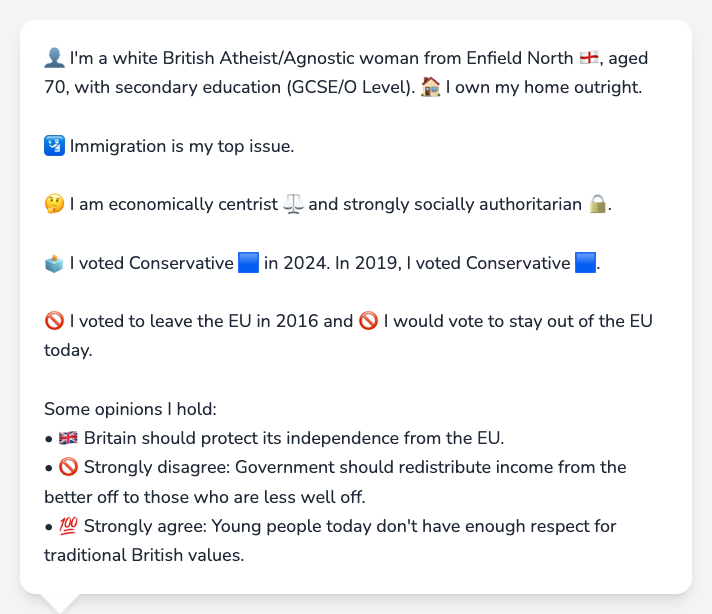 👤 I'm a white British Atheist/Agnostic woman from Enfield North 🏴󠁧󠁢󠁥󠁮󠁧󠁿, aged
70, with secondary education (GCSE/O Level). 🏠 I own my home outright.
🛂 Immigration is my top issue.
🤔 I am economically centrist ⚖️ and strongly socially authoritarian 🔒.
🗳️ I voted Conservative 🟦 in 2024. In 2019, I voted Conservative 🟦.
🚫 I voted to leave the EU in 2016 and 🚫 I would vote to stay out of the EU
today.
Some opinions I hold:
• 🇬🇧 Britain should protect its independence from the EU.
• 🚫 Strongly disagree: Government should redistribute income from the
better off to those who are less well off.
• 💯 Strongly agree: Young people today don't have enough respect for
traditional British values.